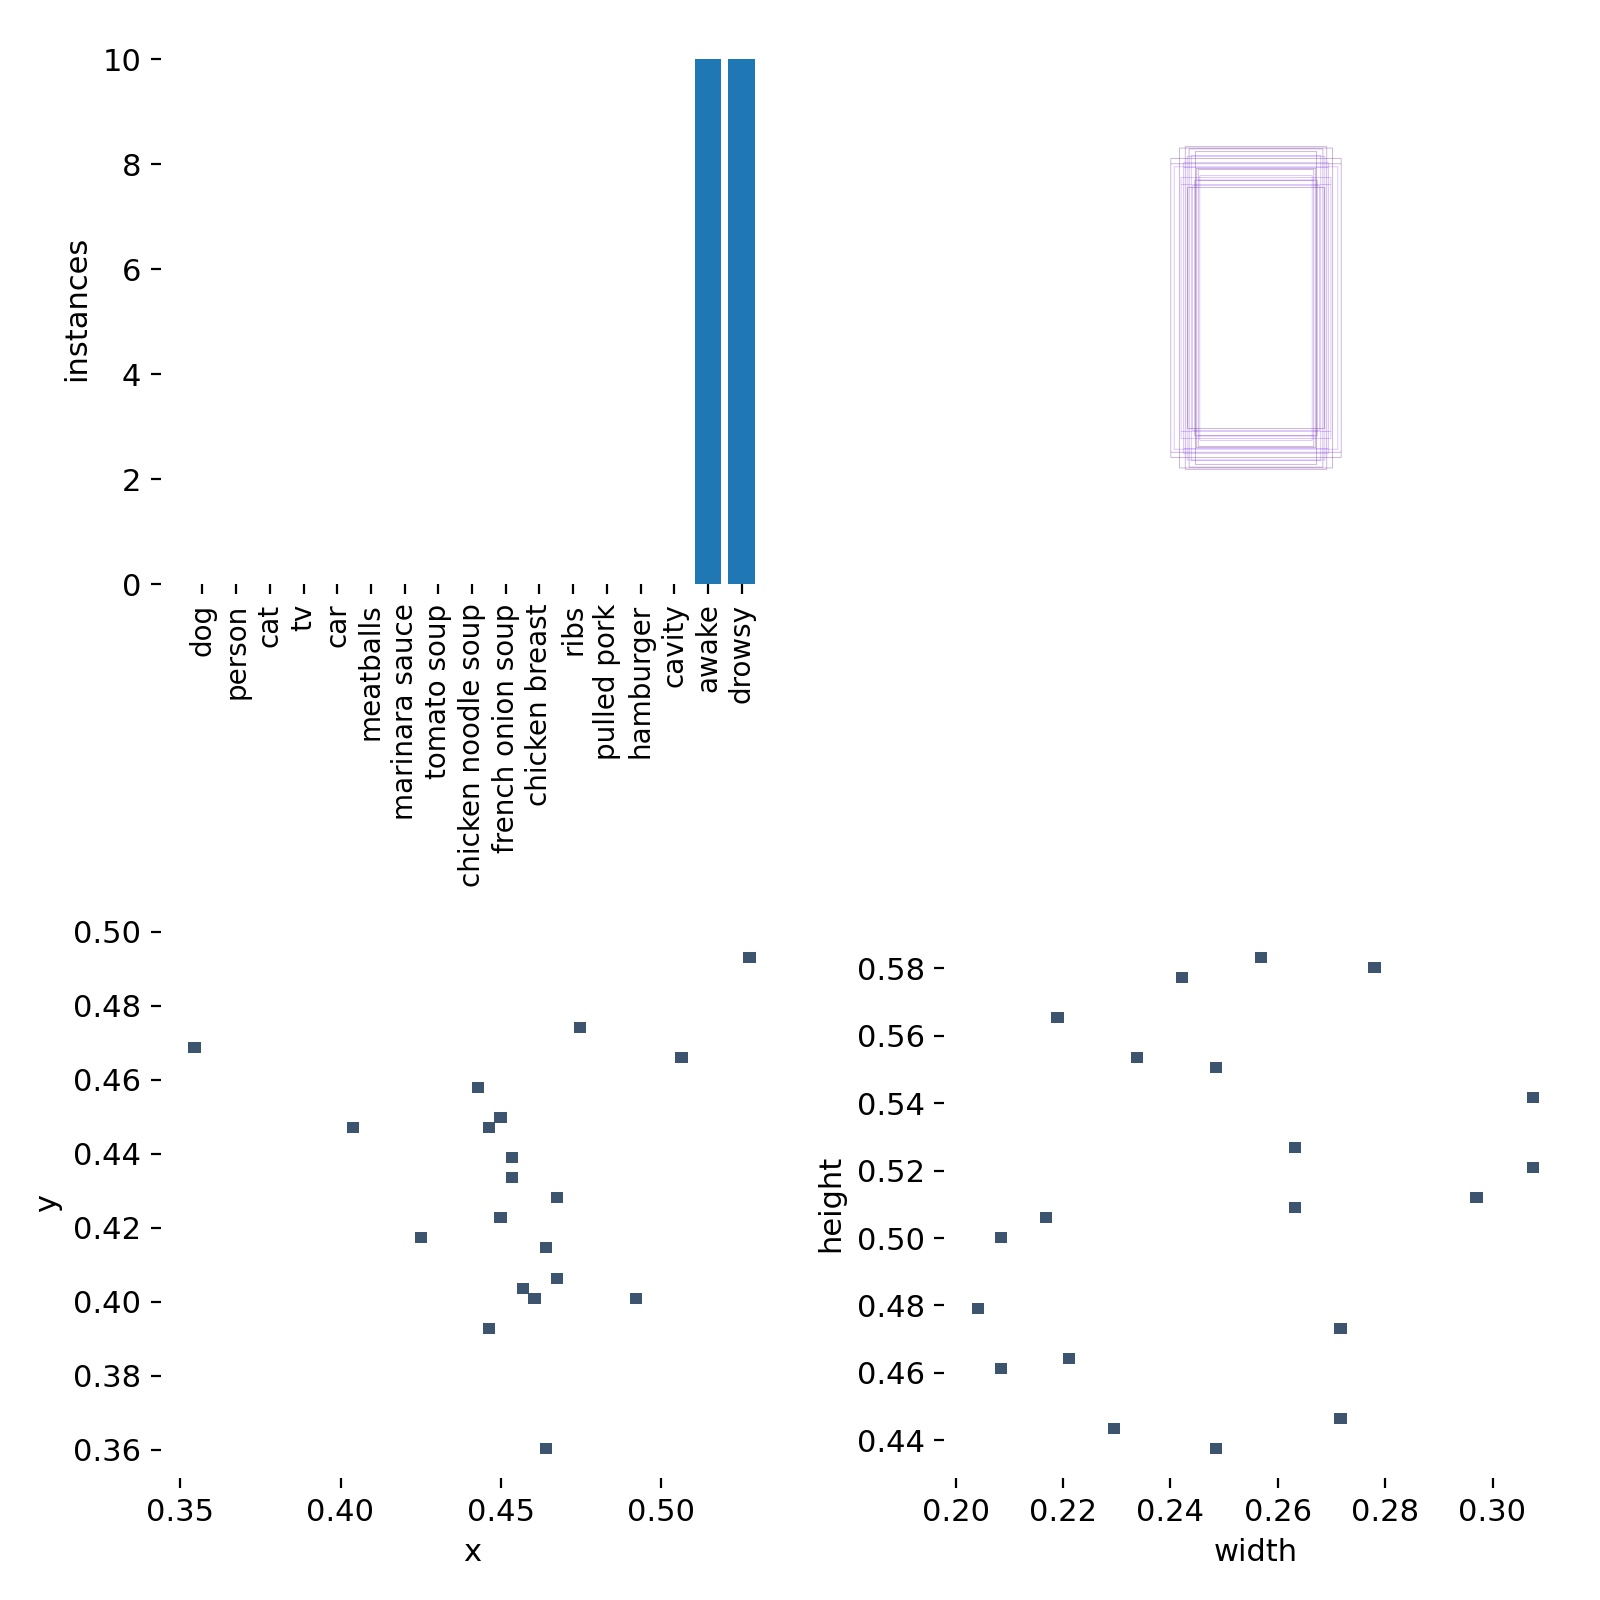 10
8
6
4
2
0
instances
dog
person
cat
tv
car
meatballs
marinara sauce
tomato soup
chicken noodle soup
french onion soup
chicken breast
ribs
pulled pork
hamburger
cavity
awake
drowsy
0.50
0.48
0.46
0.44
0.42
0.40
0.38
0.36
y
0.35 0.40 0.45 0.50
x
0.58
0.56
0.54
0.52
0.50
0.48
0.46
0.44
height
0.20 0.22 0.24 0.26 0.28 0.30
width